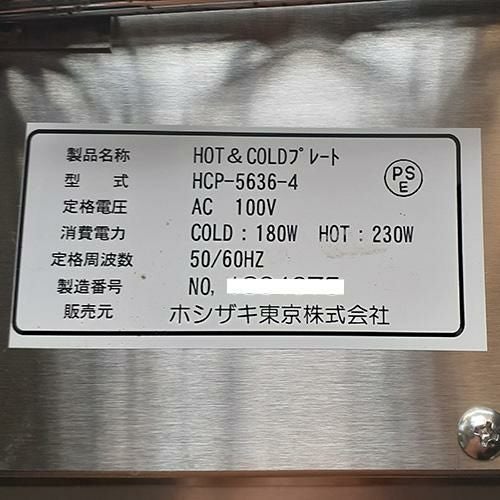 製品名称 HOT&COLDプレート
型 式 HCP-5636-4
PS E
定格電圧 AC 100V
消費電力 COLD:180W HOT:230W
定格周波数 50/60HZ
製造番号 NO,
販売元 ホシザキ東京株式会社